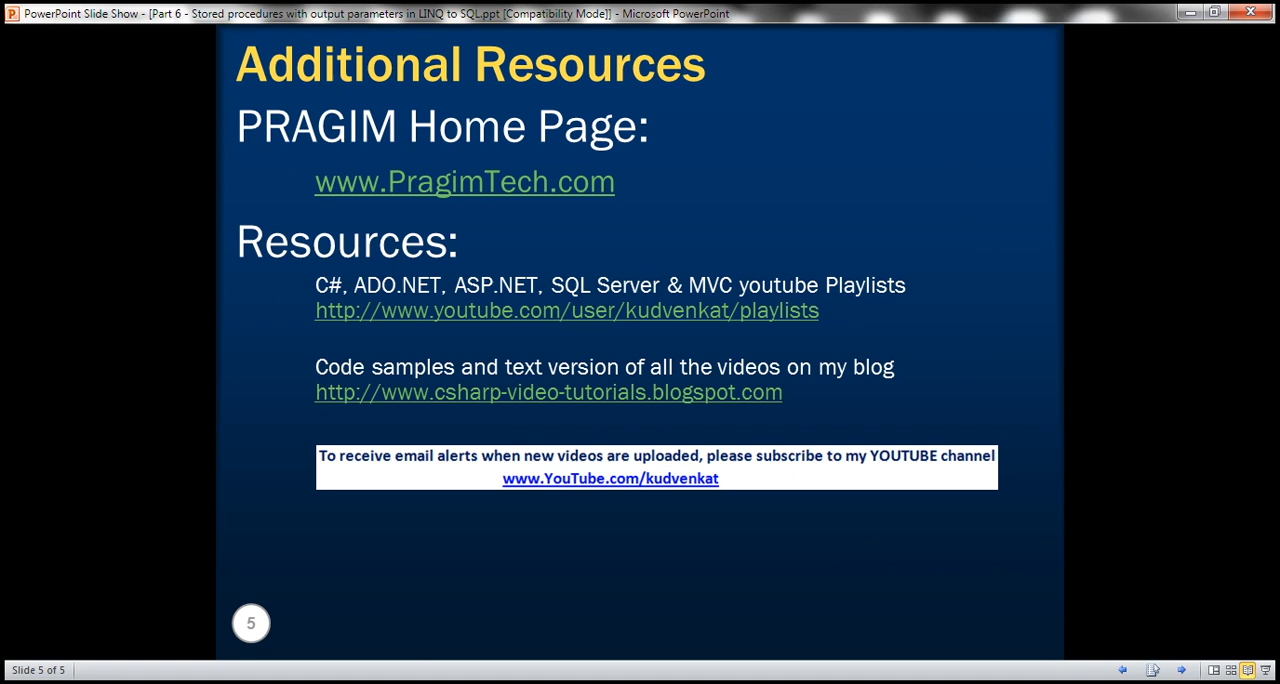 PowerPoint Slide Show - [Part 6 - Stored procedures with output parameters in LINQ to SQL.ppt [Compatibility Mode]] - Microsoft PowerPoint
Additional Resources
PRAGIM Home Page:
www.PragimTech.com
Resources:
C#, ADO.NET, ASP.NET, SQL Server & MVC youtube Playlists
http://www.youtube.com/user/kudvenkat/playlists
Code samples and text version of all the videos on my blog
http://www.csharp-video-tutorials.blogspot.com
To receive email alerts when new videos are uploaded, please subscribe to my YOUTUBE channel
www.YouTube.com/kudvenkat
5
Slide 5 of 5